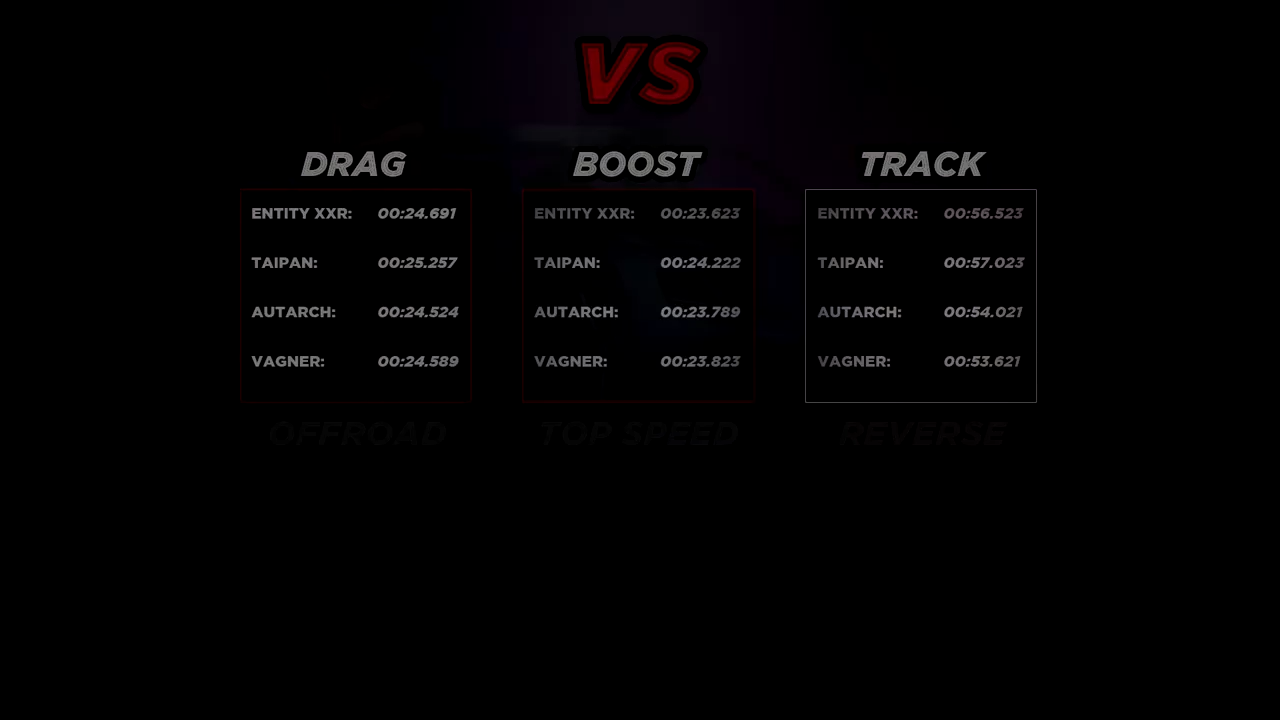 VS
DRAG BOOST TRACK
ENTITY XXR: 00:24.691
TAIPAN: 00:25.257
AUTARCH: 00:24.524
VAGNER: 00:24.589
ENTITY XXR: 00:23.623
TAIPAN: 00:24.222
AUTARCH: 00:23.789
VAGNER: 00:23.823
ENTITY XXR: 00:56.523
TAIPAN: 00:57.023
AUTARCH: 00:54.021
VAGNER: 00:53.621
OFFROAD TOP SPEED REVERSE